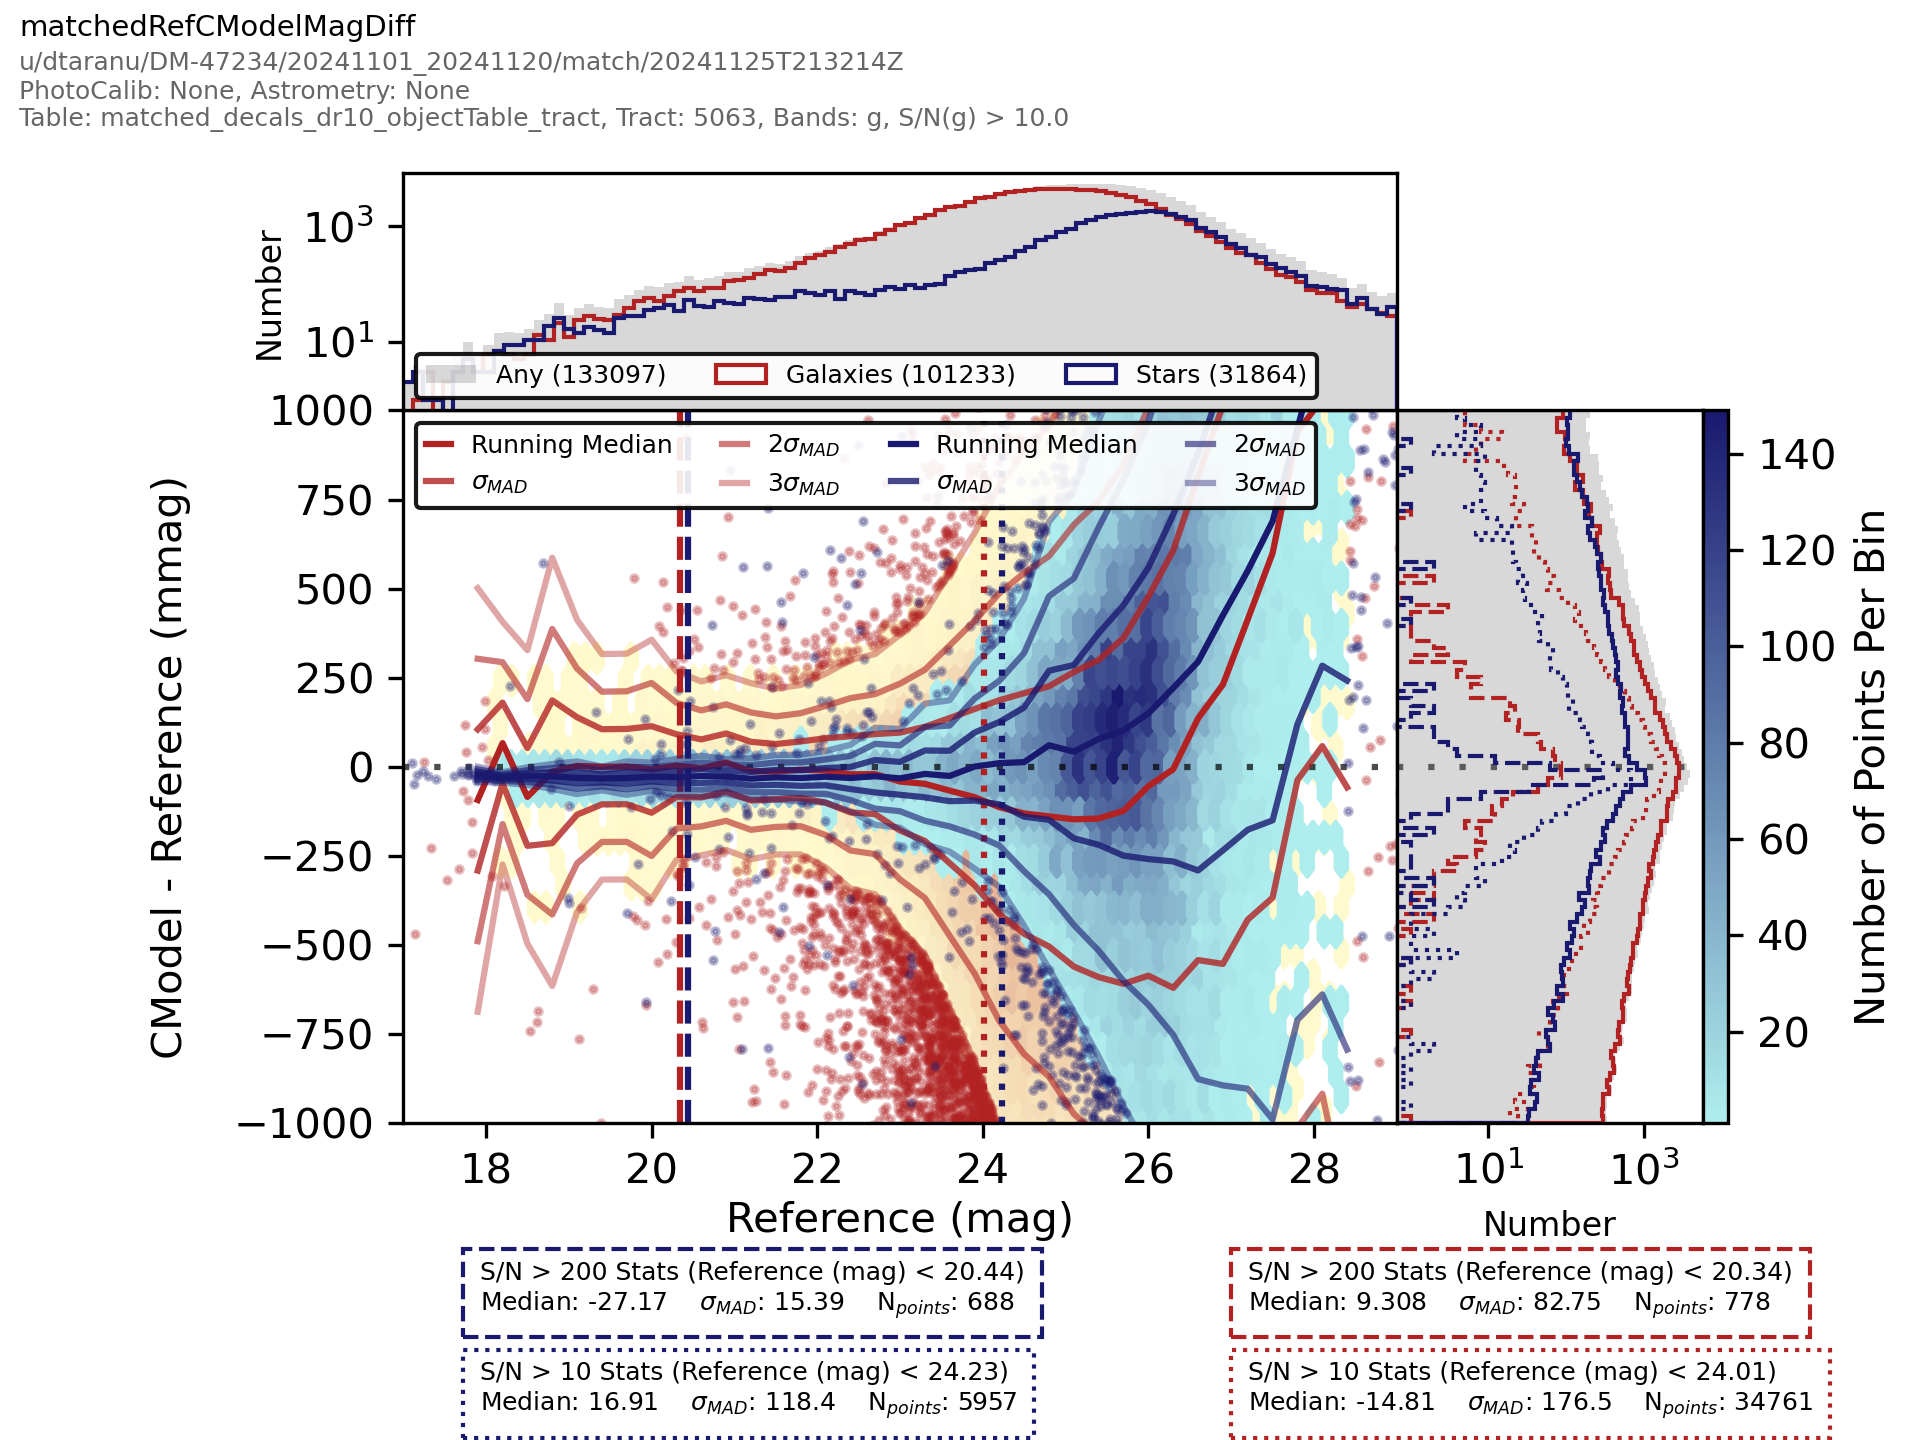 matchedRefCModelMagDiff
u/dtaranu/DM-47234/20241101_20241120/match/20241125T213214Z
PhotoCalib: None, Astrometry: None
Table: matched_decals_dr10_objectTable_tract, Tract: 5063, Bands: g, S/N(g) > 10.0
Number
10³
10¹
Any (133097) Galaxies (101233) Stars (31864)
Running Median 2σMAD Running Median 2σMAD
σMAD 3σMAD σMAD 3σMAD
CModel - Reference (mmag)
1000
750
500
250
0
−250
−500
−750
−1000
18 20 22 24 26 28
Reference (mag)
10¹ 10³
Number
140
120
100
80
60
40
20
Number of Points Per Bin
S/N > 200 Stats (Reference (mag) < 20.44)
Median: -27.17 σMAD: 15.39 Npoints: 688
S/N > 10 Stats (Reference (mag) < 24.23)
Median: 16.91 σMAD: 118.4 Npoints: 5957
S/N > 200 Stats (Reference (mag) < 20.34)
Median: 9.308 σMAD: 82.75 Npoints: 778
S/N > 10 Stats (Reference (mag) < 24.01)
Median: -14.81 σMAD: 176.5 Npoints: 34761